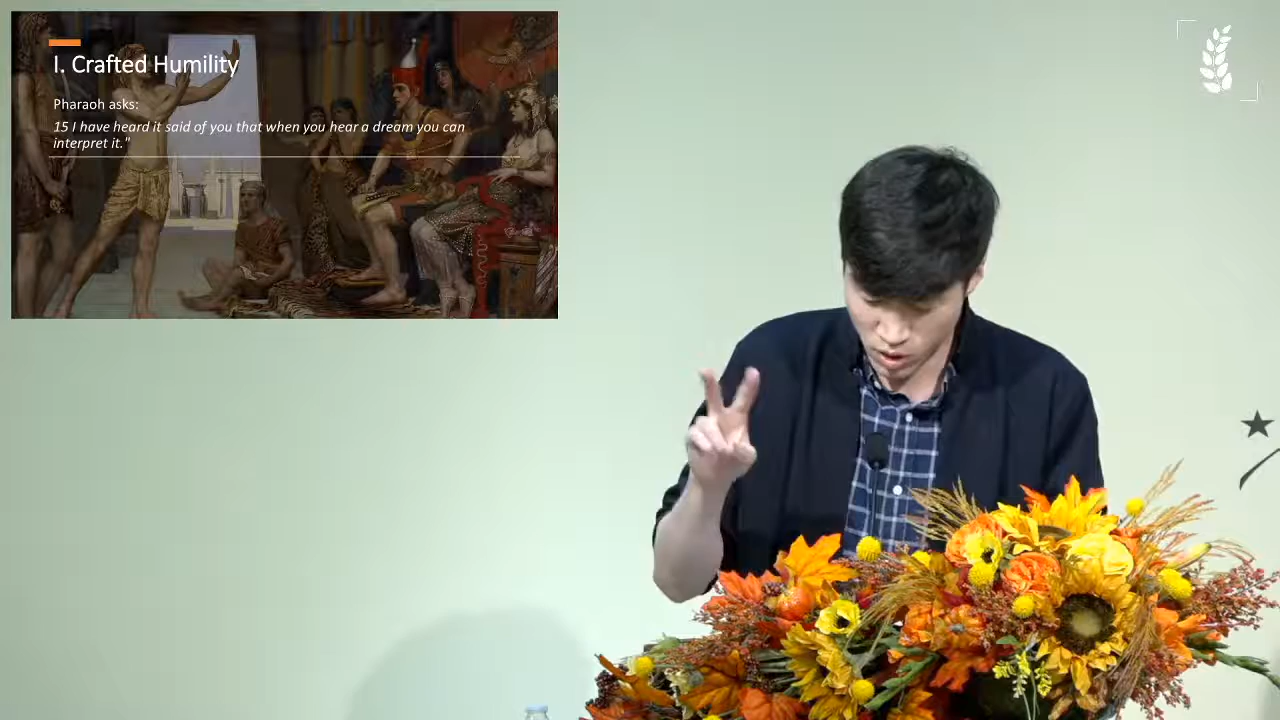 I. Crafted Humility
Pharaoh asks:
15 I have heard it said of you that when you hear a dream you can
interpret it."